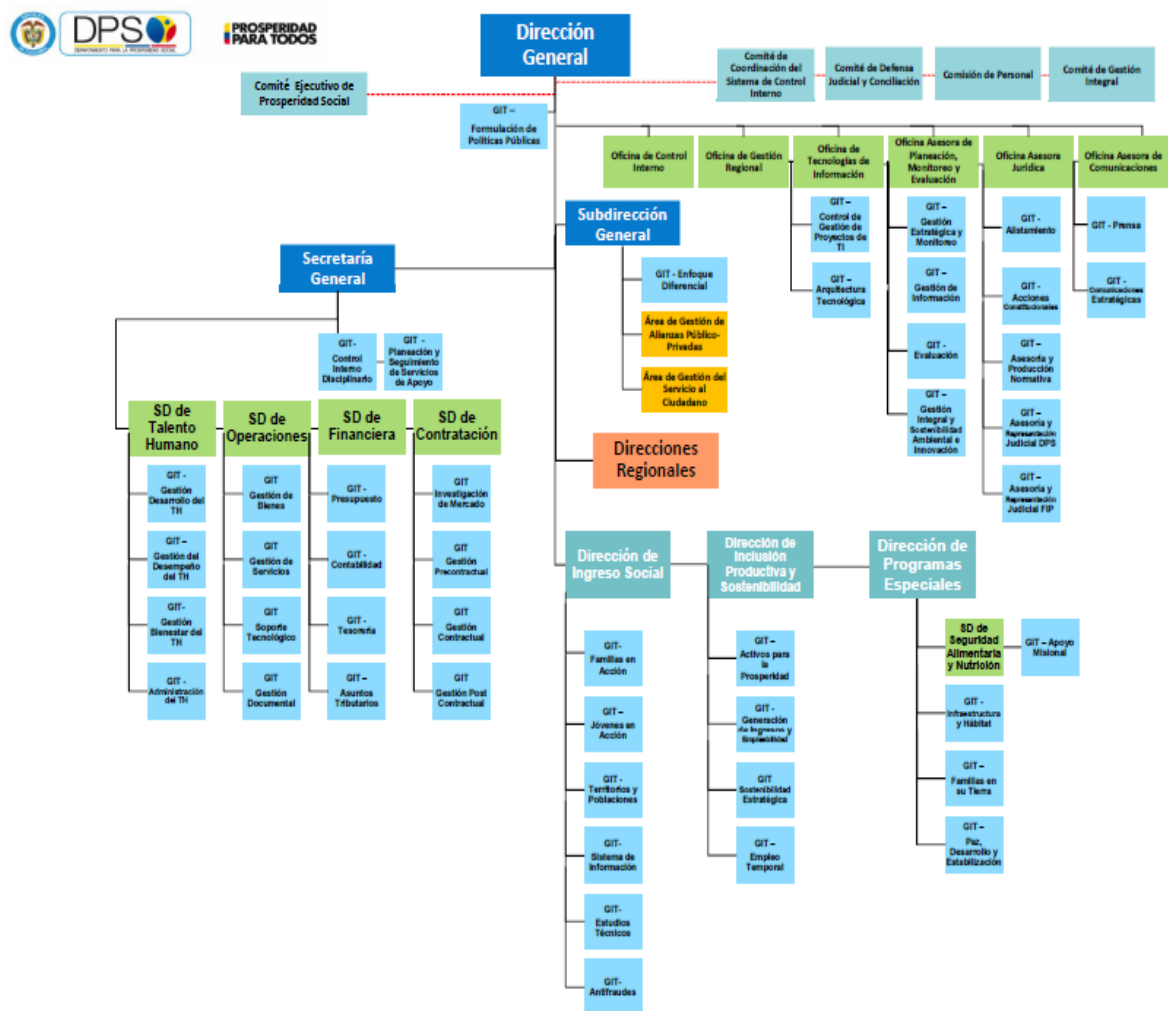 DPS
DEPARTAMENTO PARA LA PROSPERIDAD SOCIAL
PROSPERIDAD
PARA TODOS
Dirección
General
Comité Ejecutivo de
Prosperidad Social
Comité de
Coordinación del
Sistema de Control
Interno
Comité de Defensa
Judicial y Conciliación
Comisión de Personal
Comité de Gestión
Integral
GIT –
Formulación de
Políticas Públicas
Oficina de Control
Interno
Oficina de Gestión
Regional
Oficina de
Tecnologías de
Información
Oficina Asesora de
Planeación,
Monitoreo y
Evaluación
Oficina Asesora
Jurídica
Oficina Asesora de
Comunicaciones
GIT –
Control de
Gestión de
Proyectos de
TI
GIT –
Arquitectura
Tecnológica
GIT –
Gestión
Estratégica y
Monitoreo
GIT –
Gestión de
Información
GIT -
Evaluación
GIT –
Gestión
Integral y
Sostenibilidad
Ambiental e
Innovación
GIT -
Alistamiento
GIT -
Acciones
Constitucionales
GIT –
Asesoría y
Producción
Normativa
GIT –
Asesoría y
Representación
Judicial DPS
GIT –
Asesoría y
Representación
Judicial FIP
GIT - Prensa
GIT -
Comunicaciones
Estratégicas
Subdirección
General
GIT - Enfoque
Diferencial
Área de Gestión de
Alianzas Público-
Privadas
Área de Gestión del
Servicio al
Ciudadano
Secretaría
General
GIT-
Control
Interno
Disciplinario
GIT -
Planeación y
Seguimiento
de Servicios
de Apoyo
SD de
Talento
Humano
SD de
Operaciones
SD de
Financiera
SD de
Contratación
GIT -
Gestión
Desarrollo del
TH
GIT –
Gestión del
Desempeño
del TH
GIT-
Gestión
Bienestar del
TH
GIT -
Administración
del TH
GIT
Gestión de
Bienes
GIT
Gestión de
Servicios
GIT
Soporte
Tecnológico
GIT
Gestión
Documental
GIT -
Presupuesto
GIT -
Contabilidad
GIT -
Tesorería
GIT –
Asuntos
Tributarios
GIT
Investigación
de Mercado
GIT
Gestión
Precontractual
GIT
Gestión
Contractual
GIT
Gestión Post
Contractual
Direcciones
Regionales
Dirección de
Ingreso Social
Dirección de
Inclusión
Productiva y
Sostenibilidad
Dirección de
Programas
Especiales
GIT-
Familias en
Acción
GIT –
Jóvenes en
Acción
GIT -
Territorios y
Poblaciones
GIT-
Sistema de
Información
GIT-
Estudios
Técnicos
GIT-
Antifraudes
GIT –
Activos para
la
Prosperidad
GIT -
Generación
de Ingresos y
Empleabilidad
GIT
Sostenibilidad
Estratégica
GIT –
Empleo
Temporal
SD de
Seguridad
Alimentaria
y Nutrición
GIT – Apoyo
Misional
GIT -
Infraestructura
y Hábitat
GIT –
Familias en
su Tierra
GIT –
Paz,
Desarrollo y
Estabilización